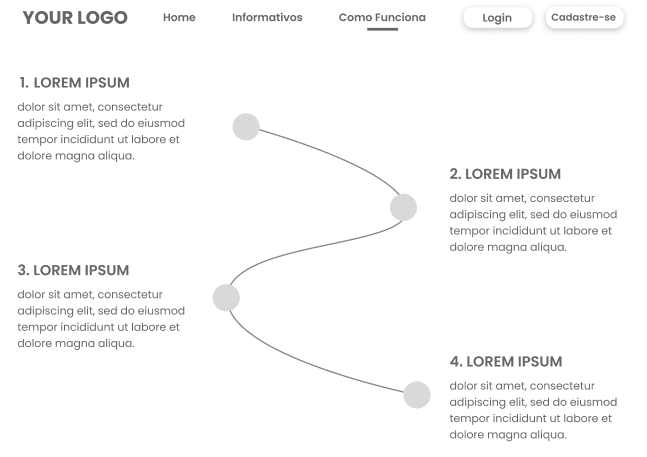 YOUR LOGO
Home
Informativos
Como Funciona
Login
Cadastre-se
1. LOREM IPSUM
dolor sit amet, consectetur
adipiscing elit, sed do eiusmod
tempor incididunt ut labore et
dolore magna aliqua.
2. LOREM IPSUM
dolor sit amet, consectetur
adipiscing elit, sed do eiusmod
tempor incididunt ut labore et
dolore magna aliqua.
3. LOREM IPSUM
dolor sit amet, consectetur
adipiscing elit, sed do eiusmod
tempor incididunt ut labore et
dolore magna aliqua.
4. LOREM IPSUM
dolor sit amet, consectetur
adipiscing elit, sed do eiusmod
tempor incididunt ut labore et
dolore magna aliqua.